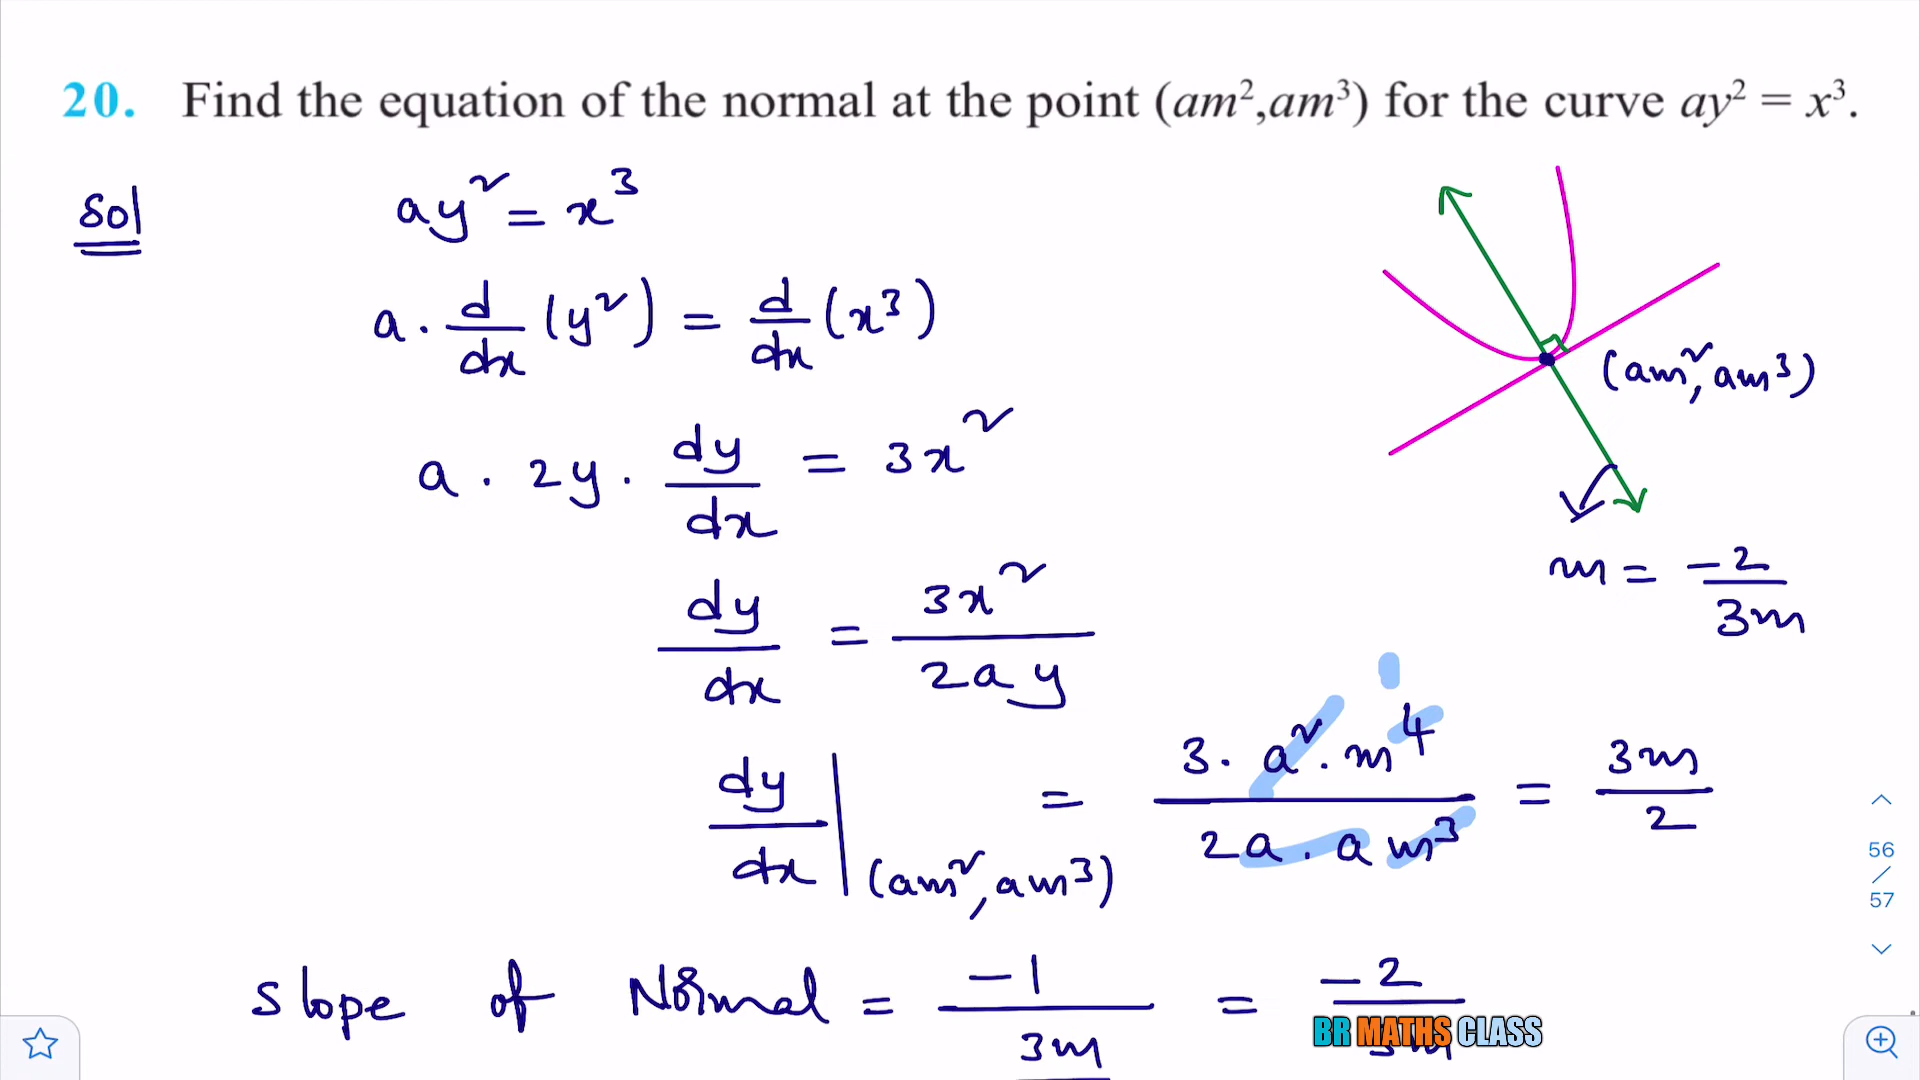 20. Find the equation of the normal at the point (am²,am³) for the curve ay² = x³.
Sol
ay² = x³
a · d/dx (y²) = d/dx (x³)
a · 2y · dy/dx = 3x²
dy/dx = 3x² / 2ay
dy/dx |(am², am³) = 3·a²·m⁴ / 2a·am³ = 3m/2
Slope of Normal = -1 / 3m = -2 / 3m
(am², am³)
m = -2/3m
56
/
57
BR MATHS CLASS